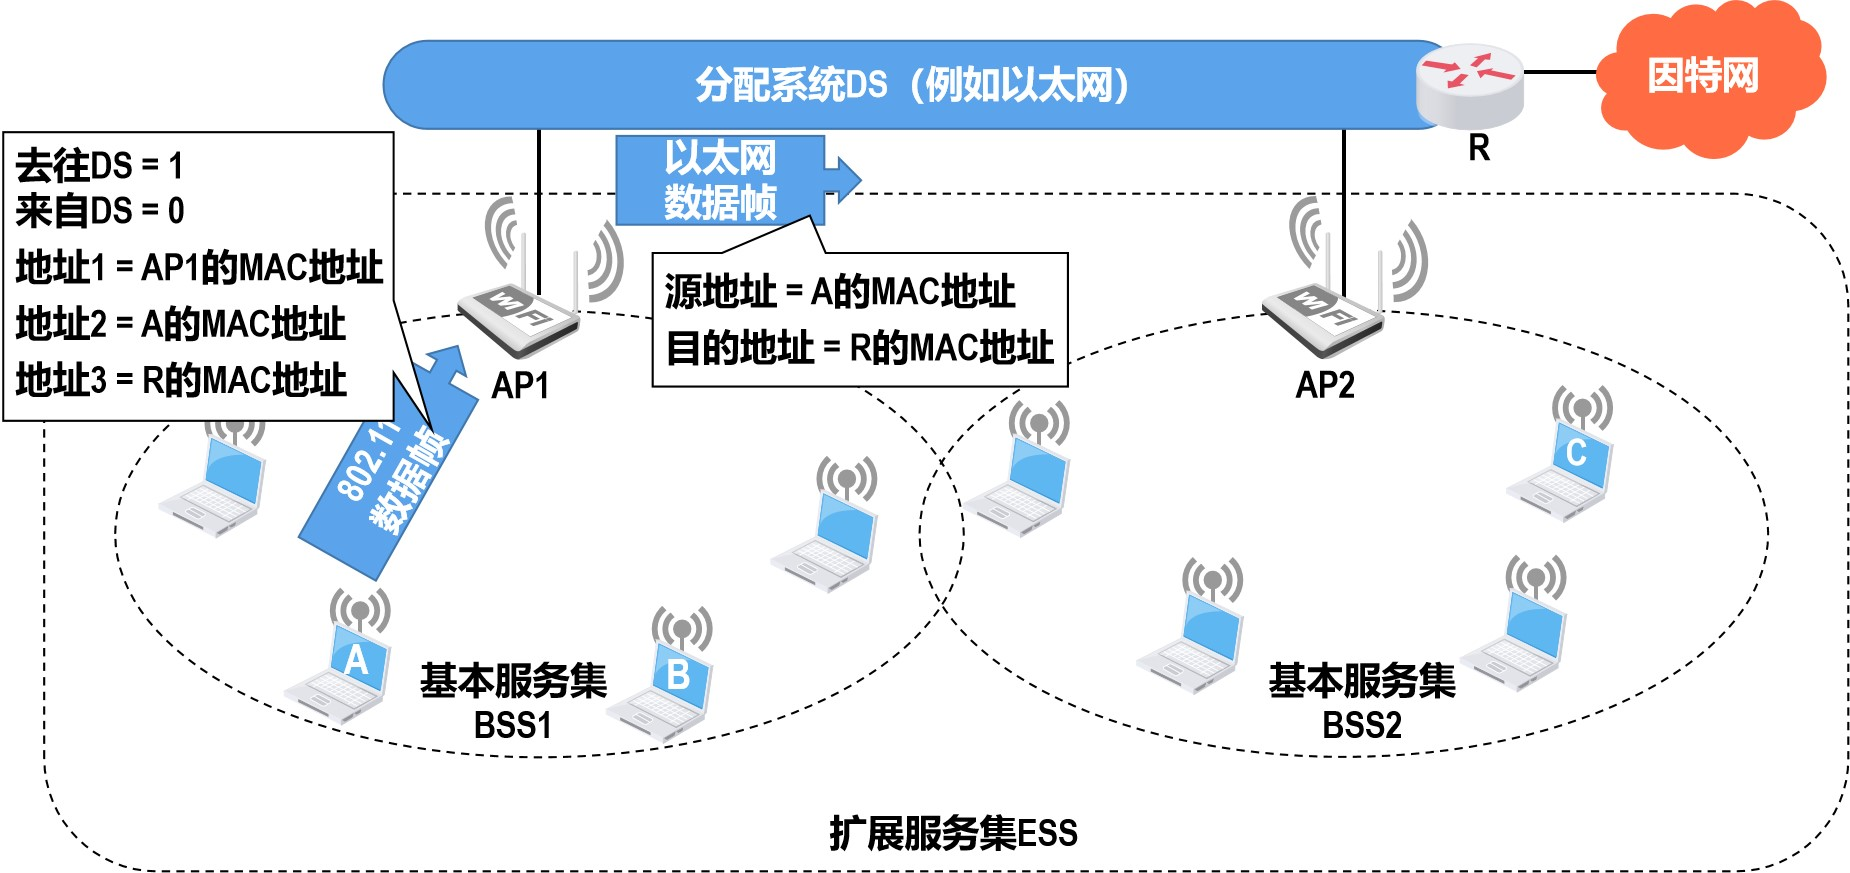 分配系统DS（例如以太网）
因特网
R
去往DS = 1
来自DS = 0
地址1 = AP1的MAC地址
地址2 = A的MAC地址
地址3 = R的MAC地址
以太网
数据帧
源地址 = A的MAC地址
目的地址 = R的MAC地址
WiFi
AP1
WiFi
AP2
802.11
数据帧
C
A
B
基本服务集
BSS1
基本服务集
BSS2
扩展服务集ESS